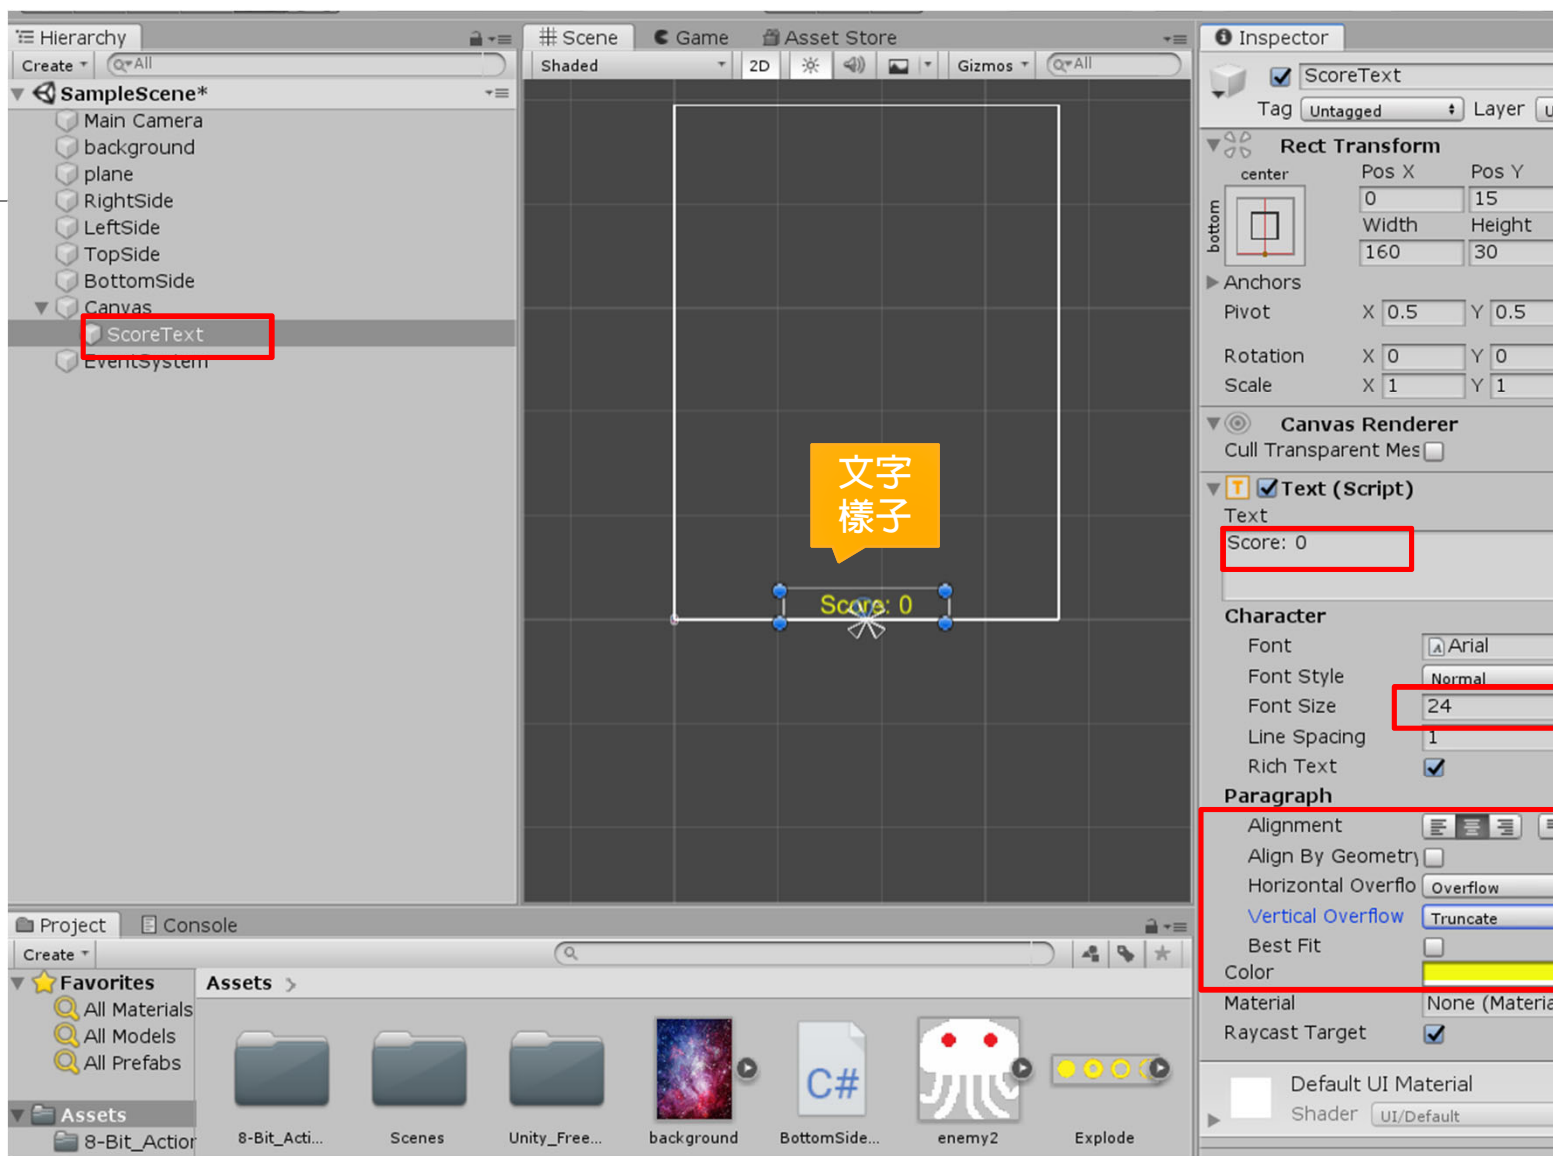 Hierarchy
Create
All
SampleScene*
Main Camera
background
plane
RightSide
LeftSide
TopSide
BottomSide
Canvas
ScoreText
EventSystem
Scene
Game
Asset Store
Shaded
2D
Gizmos
All
文字
樣子
Score: 0
Inspector
ScoreText
Tag Untagged Layer
Rect Transform
center
bottom
Pos X Pos Y
0 15
Width Height
160 30
Anchors
Pivot X 0.5 Y 0.5
Rotation X 0 Y 0
Scale X 1 Y 1
Canvas Renderer
Cull Transparent Mes
T Text (Script)
Text
Score: 0
Character
Font Arial
Font Style Normal
Font Size 24
Line Spacing 1
Rich Text
Paragraph
Alignment
Align By Geometry
Horizontal Overflo Overflow
Vertical Overflow Truncate
Best Fit
Color
Material None (Materia
Raycast Target
Default UI Material
Shader UI/Default
Project
Console
Create
Favorites
All Materials
All Models
All Prefabs
Assets
8-Bit_Action
Assets
8-Bit_Acti...
Scenes
Unity_Free...
background
C#
BottomSide...
enemy2
Explode